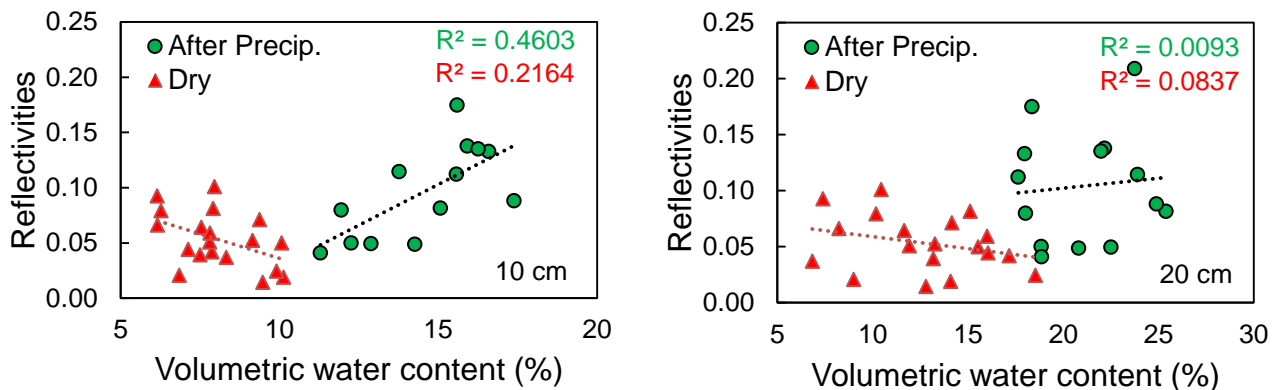 0.25
0.20
0.15
0.10
0.05
0.00
Reflectivities
After Precip.
Dry
R² = 0.4603
R² = 0.2164
10 cm
5 10 15 20
Volumetric water content (%)
0.25
0.20
0.15
0.10
0.05
0.00
Reflectivities
After Precip.
Dry
R² = 0.0093
R² = 0.0837
20 cm
5 10 15 20 25 30
Volumetric water content (%)